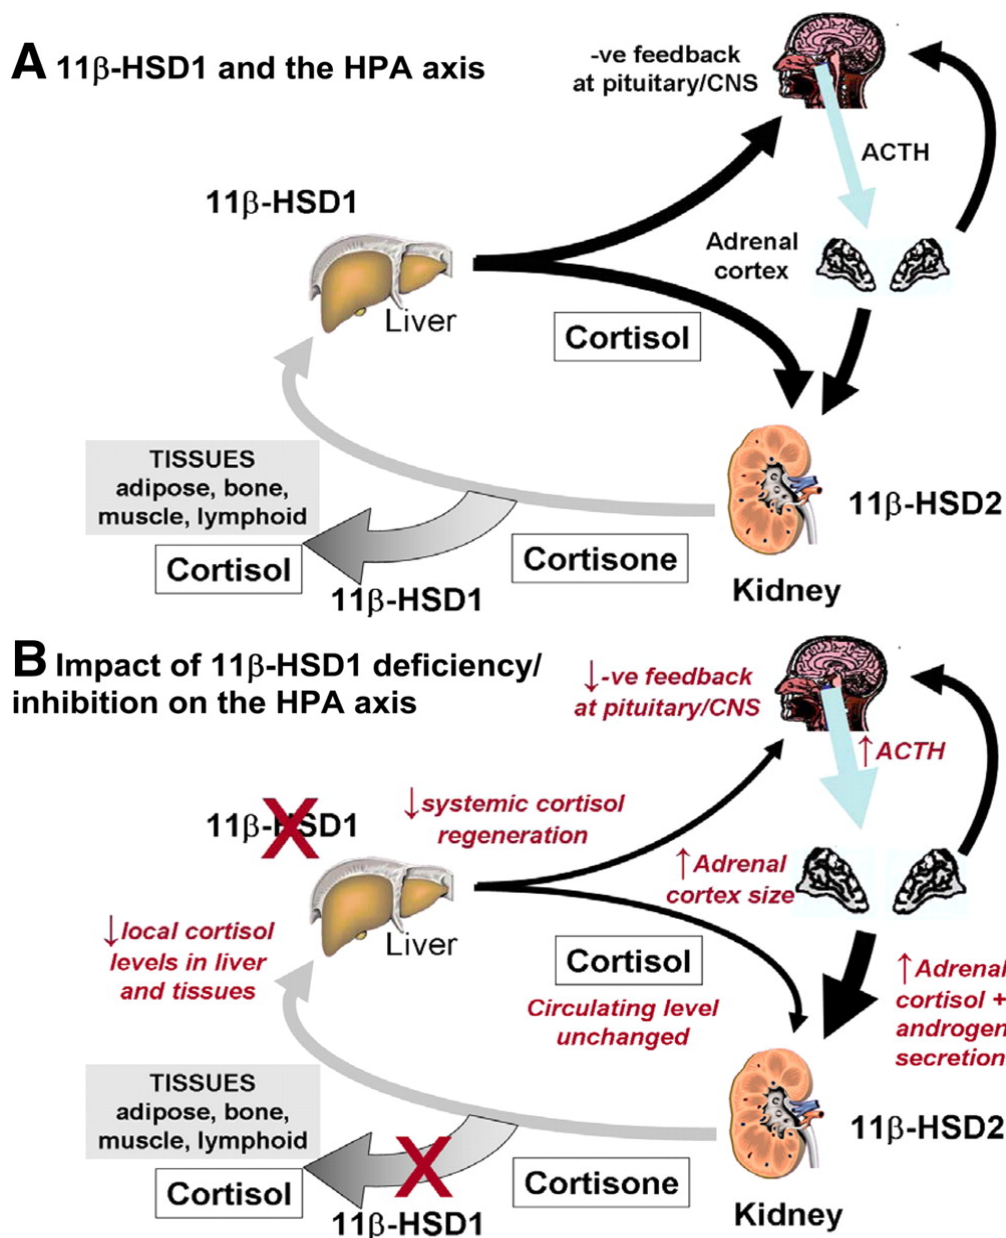 A 11β-HSD1 and the HPA axis
-ve feedback
at pituitary/CNS
ACTH
11β-HSD1
Adrenal
cortex
Liver
Cortisol
TISSUES
adipose, bone,
muscle, lymphoid
11β-HSD2
Cortisol
Cortisone
11β-HSD1
Kidney
B Impact of 11β-HSD1 deficiency/
inhibition on the HPA axis
↓-ve feedback
at pituitary/CNS
↑ACTH
11β-HSD1
↓systemic cortisol
regeneration
↑Adrenal
cortex size
Liver
↓local cortisol
levels in liver
and tissues
Cortisol
Circulating level
unchanged
↑Adrenal
cortisol +
androgen
secretion
TISSUES
adipose, bone,
muscle, lymphoid
11β-HSD2
Cortisol
Cortisone
11β-HSD1
Kidney